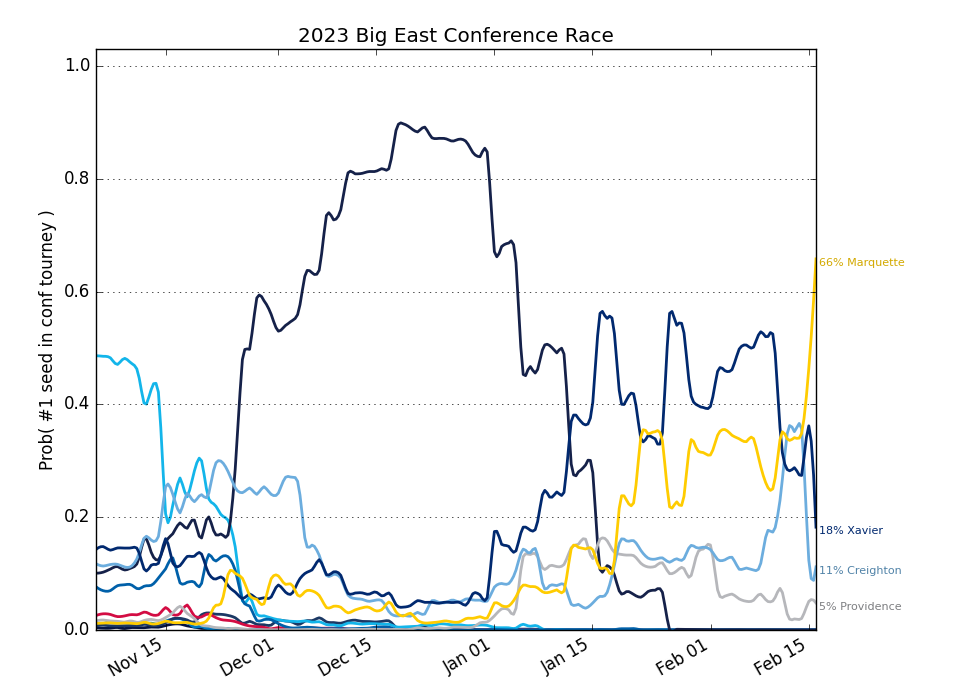 2023 Big East Conference Race
Prob( #1 seed in conf tourney )
1.0
0.8
0.6
0.4
0.2
0.0
66% Marquette
18% Xavier
11% Creighton
5% Providence
Nov 15
Dec 01
Dec 15
Jan 01
Jan 15
Feb 01
Feb 15